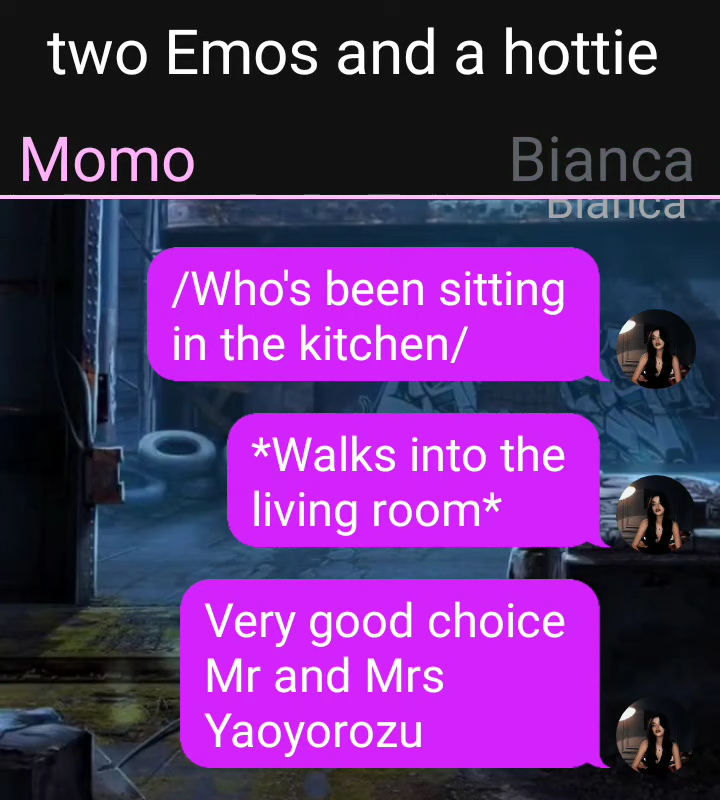 two Emos and a hottie
Momo Bianca
Bianca
/Who's been sitting
in the kitchen/
*Walks into the
living room*
Very good choice
Mr and Mrs
Yaoyorozu